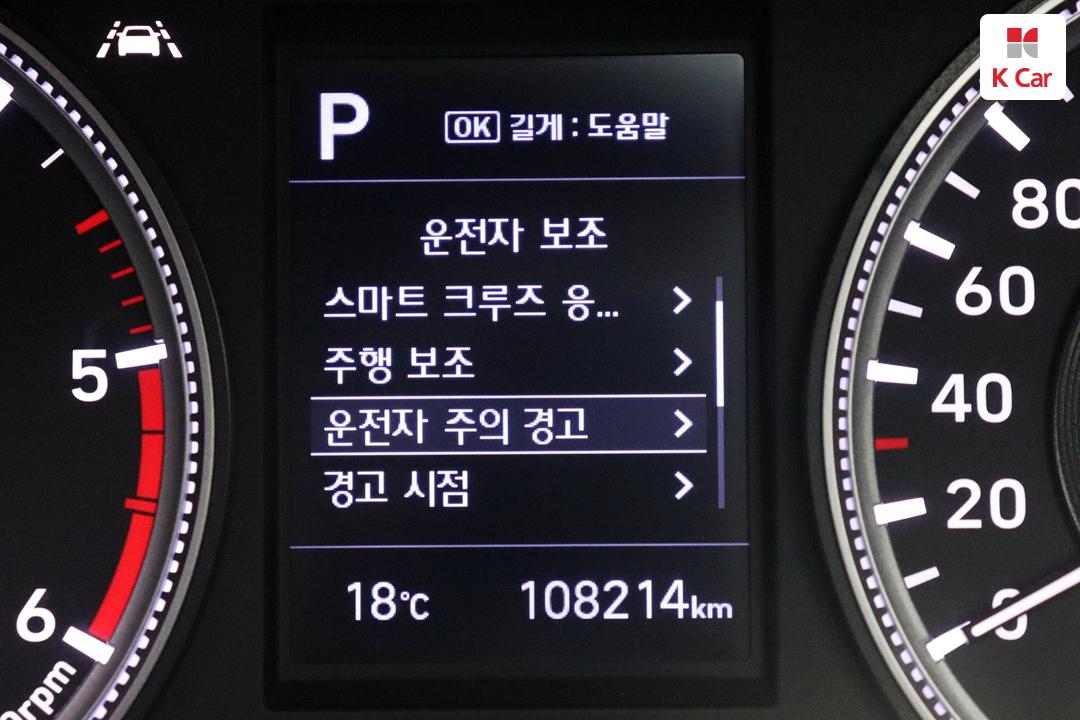 K Car
P
OK 길게 : 도움말
운전자 보조
스마트 크루즈 응...
주행 보조
운전자 주의 경고
경고 시점
18°C 108214km
5
6
rpm
80
60
40
20
0